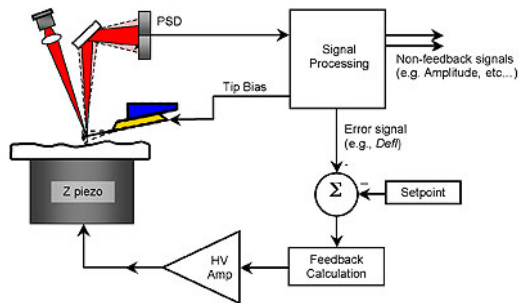 PSD
Signal
Processing
Non-feedback signals
(e.g. Amplitude, etc...)
Tip Bias
Error signal
(e.g., Defl)
-
Σ
–
Setpoint
Z piezo
HV
Amp
Feedback
Calculation